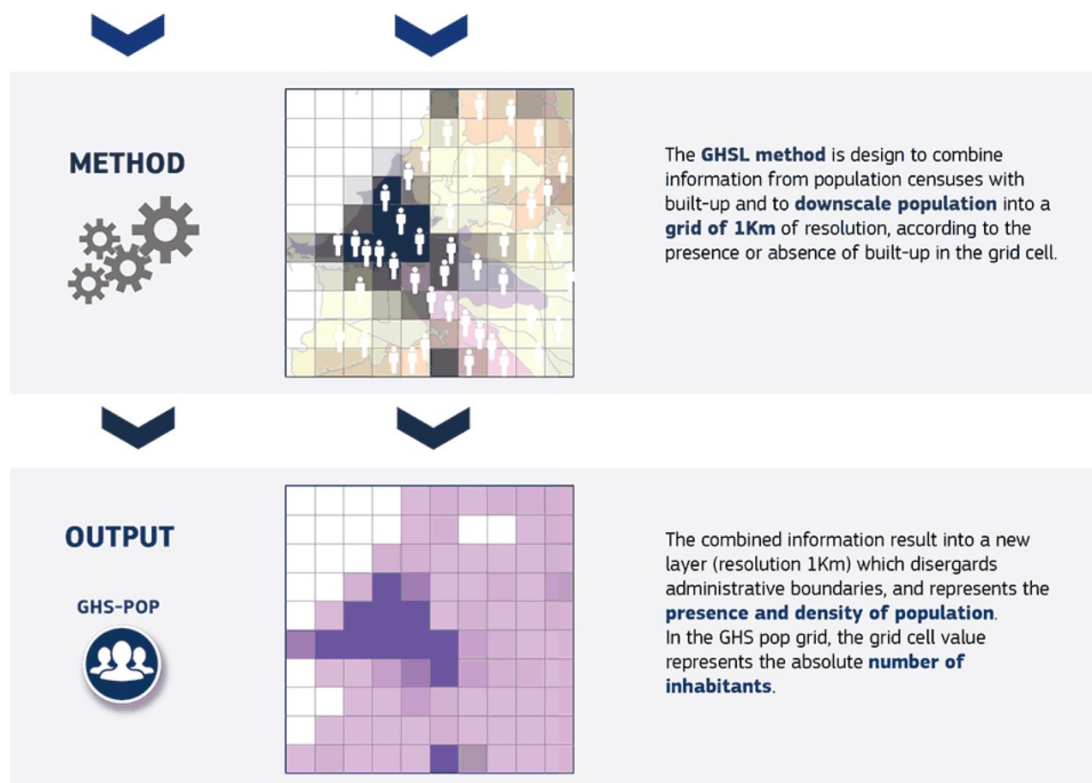 METHOD
The GHSL method is design to combine
information from population censuses with
built-up and to downscale population into a
grid of 1Km of resolution, according to the
presence or absence of built-up in the grid cell.
OUTPUT
GHS-POP
The combined information result into a new
layer (resolution 1Km) which disergards
administrative boundaries, and represents the
presence and density of population.
In the GHS pop grid, the grid cell value
represents the absolute number of
inhabitants.